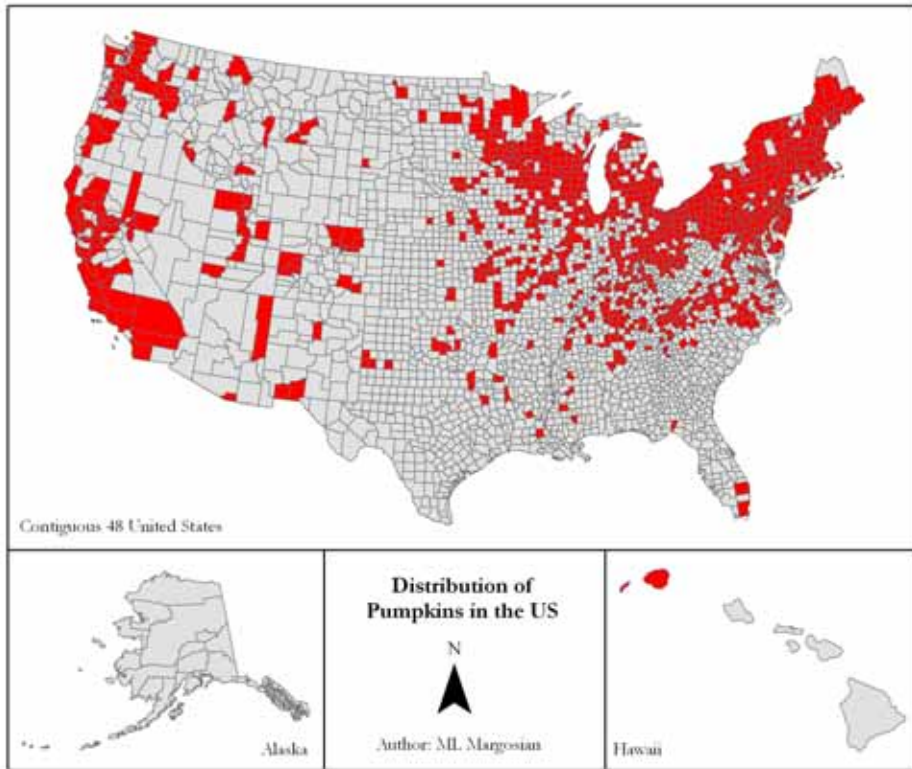 Contiguous 48 United States
Alaska
Distribution of
Pumpkins in the US
N
Author: ML Margosian
Hawaii